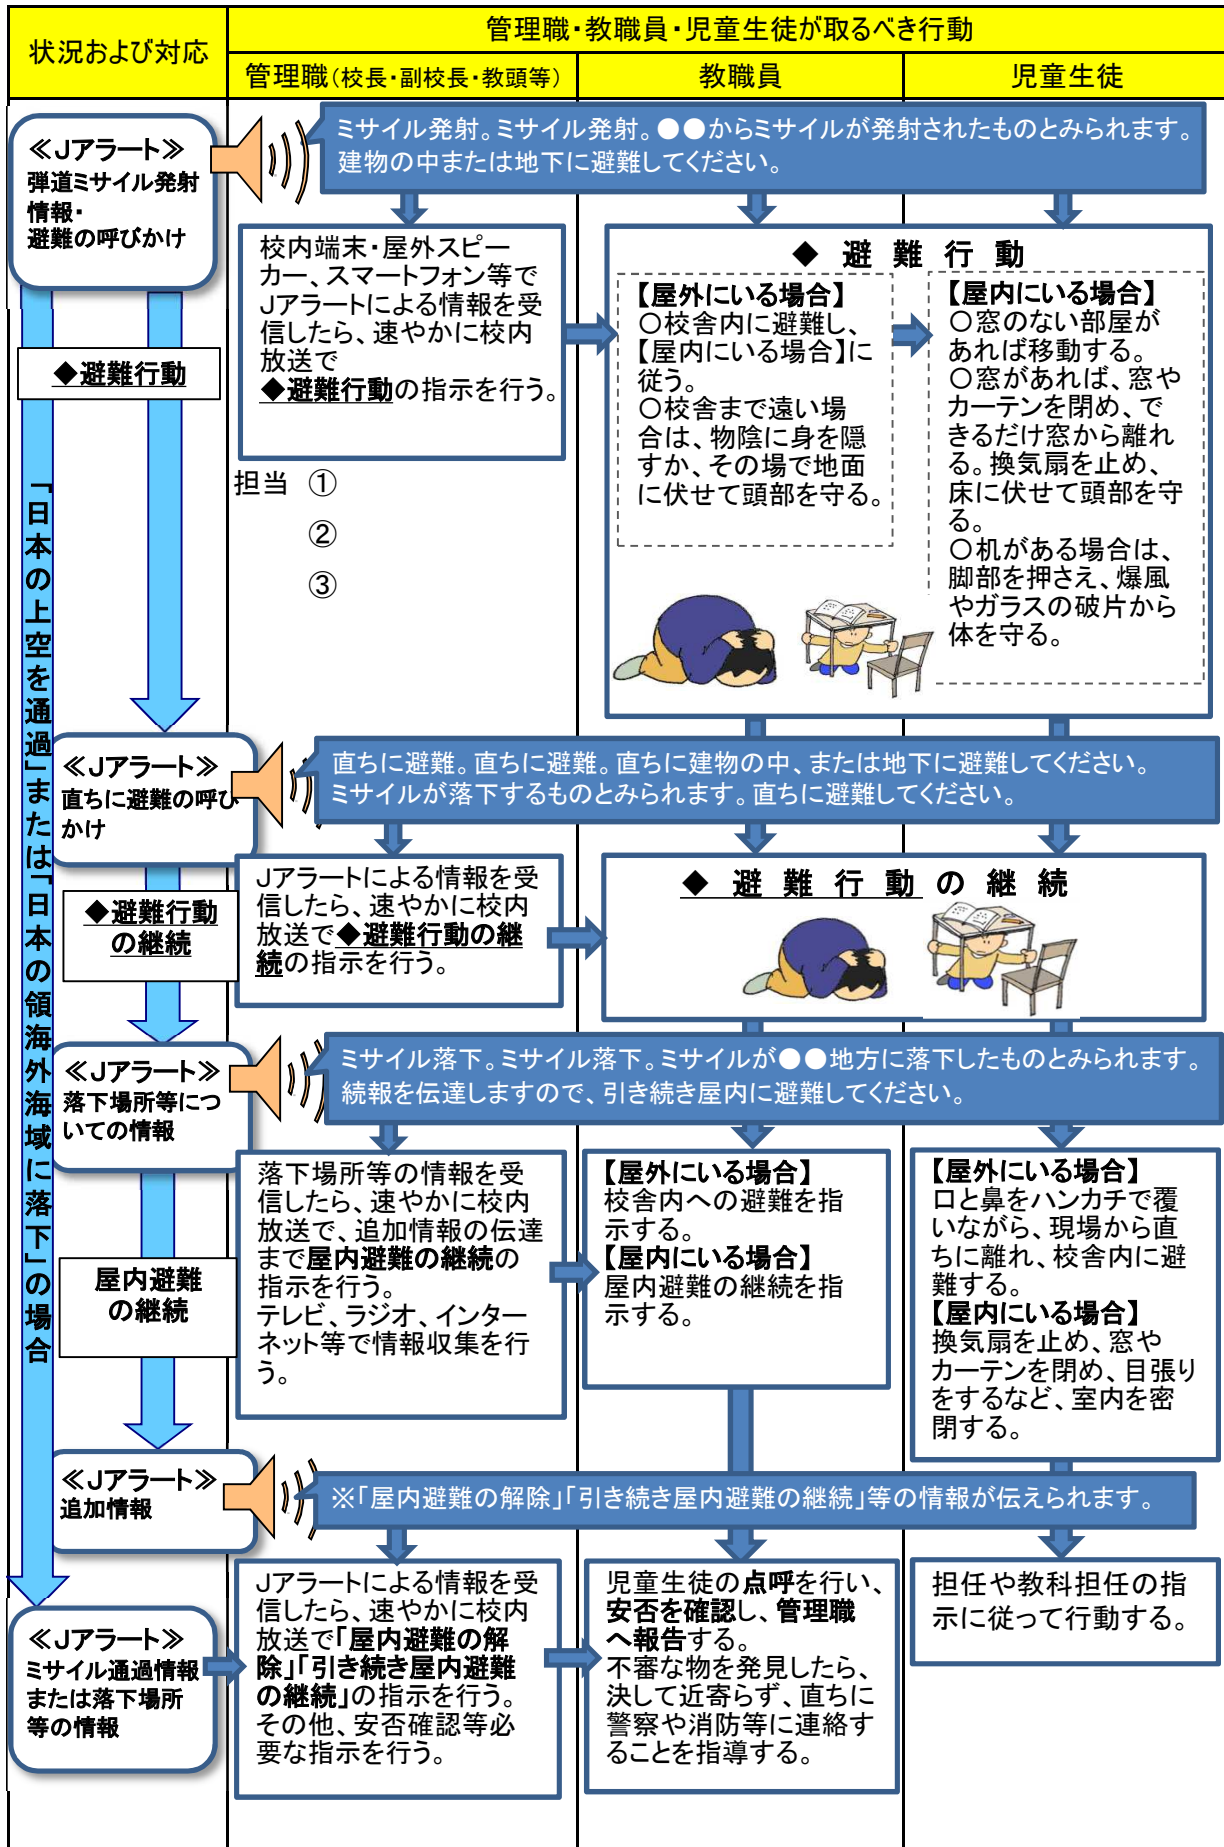 状況および対応
管理職・教職員・児童生徒が取るべき行動
管理職(校長・副校長・教頭等)
教職員
児童生徒
≪Jアラート≫
弾道ミサイル発射
情報・
避難の呼びかけ
ミサイル発射。ミサイル発射。●●からミサイルが発射されたものとみられます。
建物の中または地下に避難してください。
◆避難行動
校内端末・屋外スピー
カー、スマートフォン等で
Jアラートによる情報を受
信したら、速やかに校内
放送で
◆避難行動の指示を行う。
担当 ①
②
③
◆ 避 難 行 動
【屋外にいる場合】
○校舎内に避難し、
【屋内にいる場合】に
従う。
○校舎まで遠い場
合は、物陰に身を隠
すか、その場で地面
に伏せて頭部を守る。
【屋内にいる場合】
○窓のない部屋が
あれば移動する。
○窓があれば、窓や
カーテンを閉め、で
きるだけ窓から離れ
る。換気扇を止め、
床に伏せて頭部を守
る。
○机がある場合は、
脚部を押さえ、爆風
やガラスの破片から
体を守る。
「日本の上空を通過」または「日本の領海外海域に落下」の場合
≪Jアラート≫
直ちに避難の呼び
かけ
直ちに避難。直ちに避難。直ちに建物の中、または地下に避難してください。
ミサイルが落下するものとみられます。直ちに避難してください。
◆避難行動
の継続
Jアラートによる情報を受
信したら、速やかに校内
放送で◆避難行動の継
続の指示を行う。
◆ 避 難 行 動 の 継 続
≪Jアラート≫
落下場所等につ
いての情報
ミサイル落下。ミサイル落下。ミサイルが●●地方に落下したものとみられます。
続報を伝達しますので、引き続き屋内に避難してください。
屋内避難
の継続
落下場所等の情報を受
信したら、速やかに校内
放送で、追加情報の伝達
まで屋内避難の継続の
指示を行う。
テレビ、ラジオ、インター
ネット等で情報収集を行
う。
【屋外にいる場合】
校舎内への避難を指
示する。
【屋内にいる場合】
屋内避難の継続を指
示する。
【屋外にいる場合】
口と鼻をハンカチで覆
いながら、現場から直
ちに離れ、校舎内に避
難する。
【屋内にいる場合】
換気扇を止め、窓や
カーテンを閉め、目張り
をするなど、室内を密
閉する。
≪Jアラート≫
追加情報
※「屋内避難の解除」「引き続き屋内避難の継続」等の情報が伝えられます。
≪Jアラート≫
ミサイル通過情報
または落下場所
等の情報
Jアラートによる情報を受
信したら、速やかに校内
放送で「屋内避難の解
除」「引き続き屋内避難
の継続」の指示を行う。
その他、安否確認等必
要な指示を行う。
児童生徒の点呼を行い、
安否を確認し、管理職
へ報告する。
不審な物を発見したら、
決して近寄らず、直ちに
警察や消防等に連絡す
ることを指導する。
担任や教科担任の指
示に従って行動する。